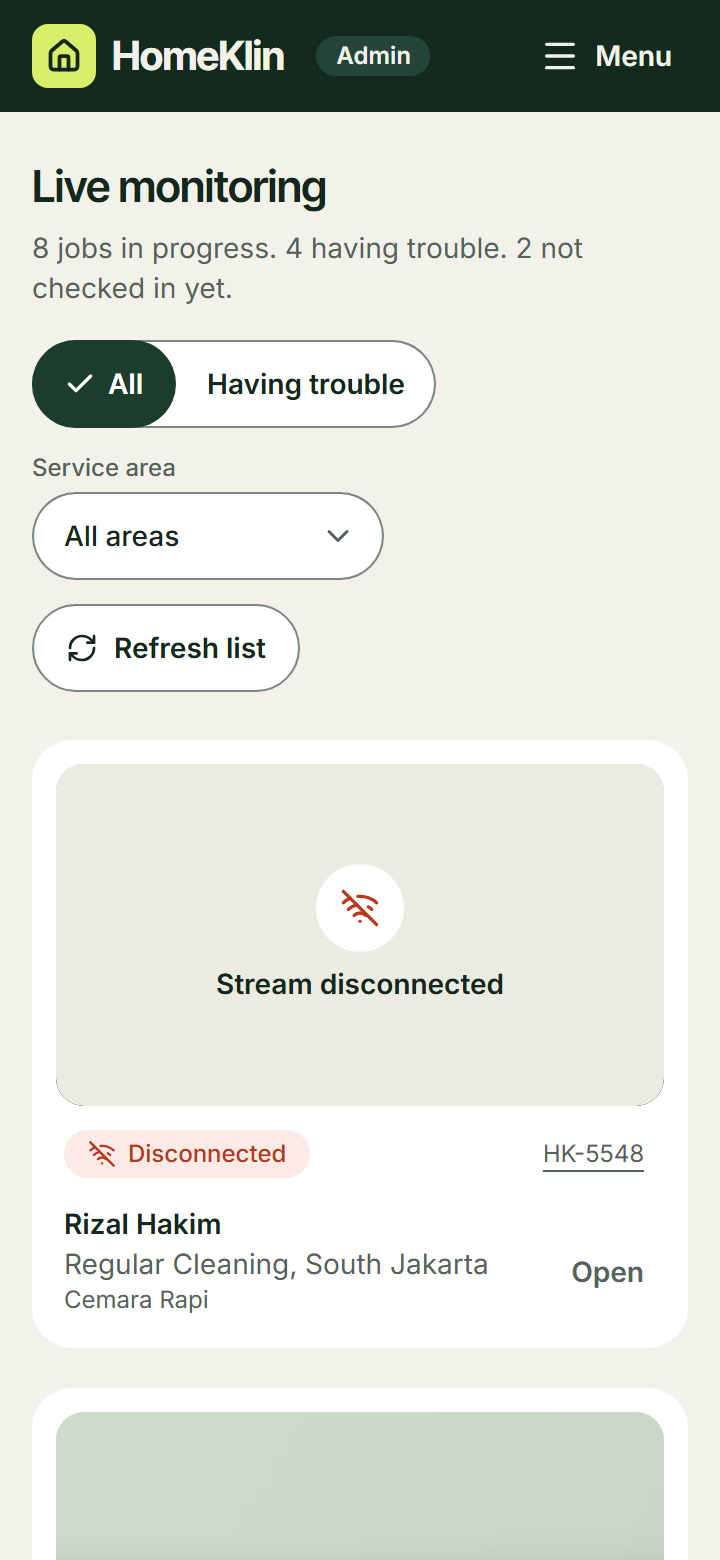 HomeKlin
Admin
Menu
Live monitoring
8 jobs in progress. 4 having trouble. 2 not
checked in yet.
All
Having trouble
Service area
All areas
Refresh list
Stream disconnected
Disconnected
HK-5548
Rizal Hakim
Regular Cleaning, South Jakarta
Cemara Rapi
Open